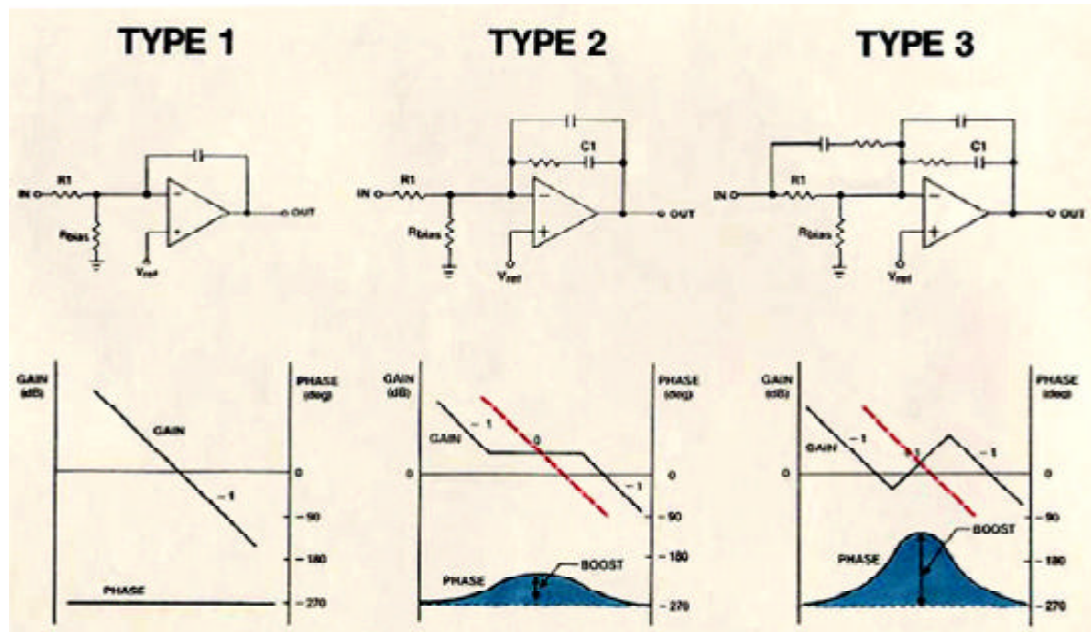 TYPE 1
TYPE 2
TYPE 3
R1
IN
Rbias
Vref
OUT
C1
R1
IN
Rbias
Vref
OUT
C1
R1
IN
Rbias
Vref
OUT
GAIN
(dB)
PHASE
(deg)
GAIN
-1
0
-90
-180
-270
PHASE
GAIN
(dB)
PHASE
(deg)
-1
GAIN
0
-1
0
0
-90
-180
-270
PHASE
BOOST
GAIN
(dB)
PHASE
(deg)
-1
GAIN
-1
0
0
-90
-180
-270
PHASE
BOOST